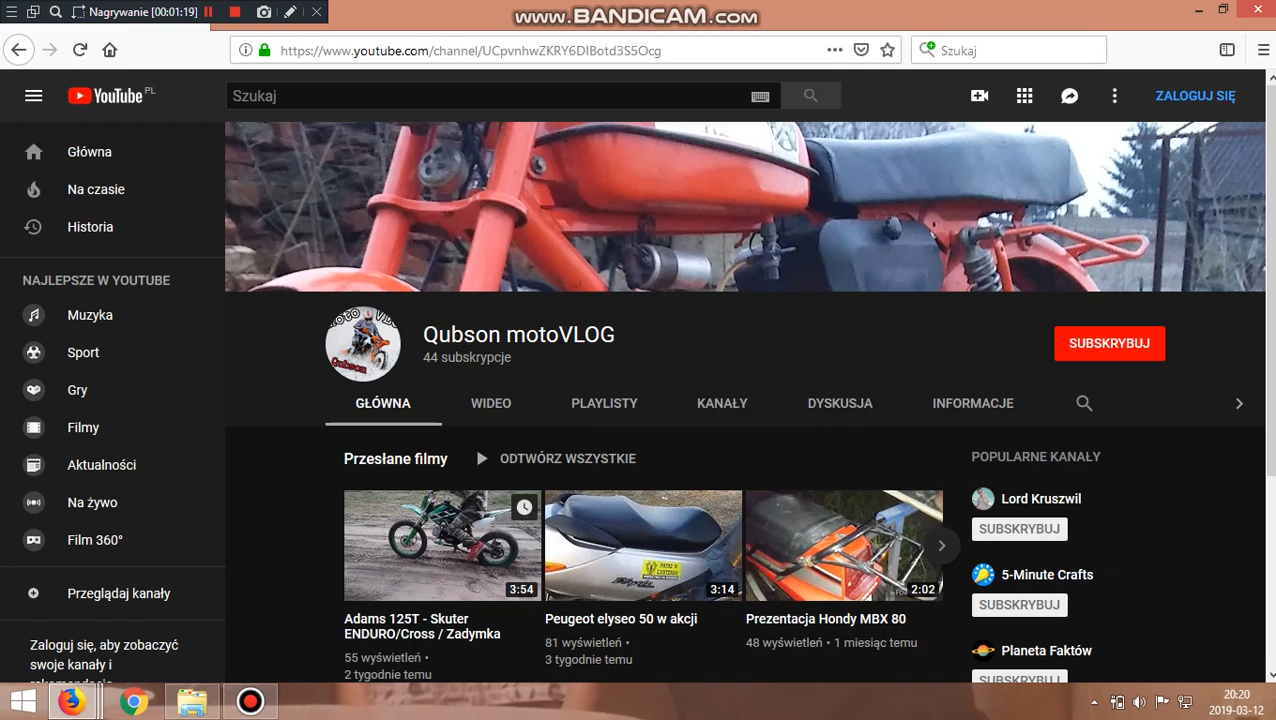 Nagrywanie [00:01:19]
www.BANDICAM.com
https://www.youtube.com/channel/UCpvnhwZKRY6DIBotd3S5Ocg
Szukaj
YouTube PL
Szukaj
ZALOGUJ SIĘ
Główna
Na czasie
Historia
NAJLEPSZE W YOUTUBE
Muzyka
Sport
Gry
Filmy
Aktualności
Na żywo
Film 360°
Przeglądaj kanały
Zaloguj się, aby zobaczyć
swoje kanały i
rekomendacje
Qubson motoVLOG
44 subskrypcje
SUBSKRYBUJ
GŁÓWNA
WIDEO
PLAYLISTY
KANAŁY
DYSKUSJA
INFORMACJE
Przesłane filmy
ODTWÓRZ WSZYSTKIE
3:54
Adams 125T - Skuter
ENDURO/Cross / Zadymka
55 wyświetleń •
2 tygodnie temu
3:14
Peugeot elyseo 50 w akcji
81 wyświetleń •
3 tygodnie temu
2:02
Prezentacja Hondy MBX 80
48 wyświetleń • 1 miesiąc temu
POPULARNE KANAŁY
Lord Kruszwil
SUBSKRYBUJ
5-Minute Crafts
SUBSKRYBUJ
Planeta Faktów
SUBSKRYBUJ
20:20
2019-03-12